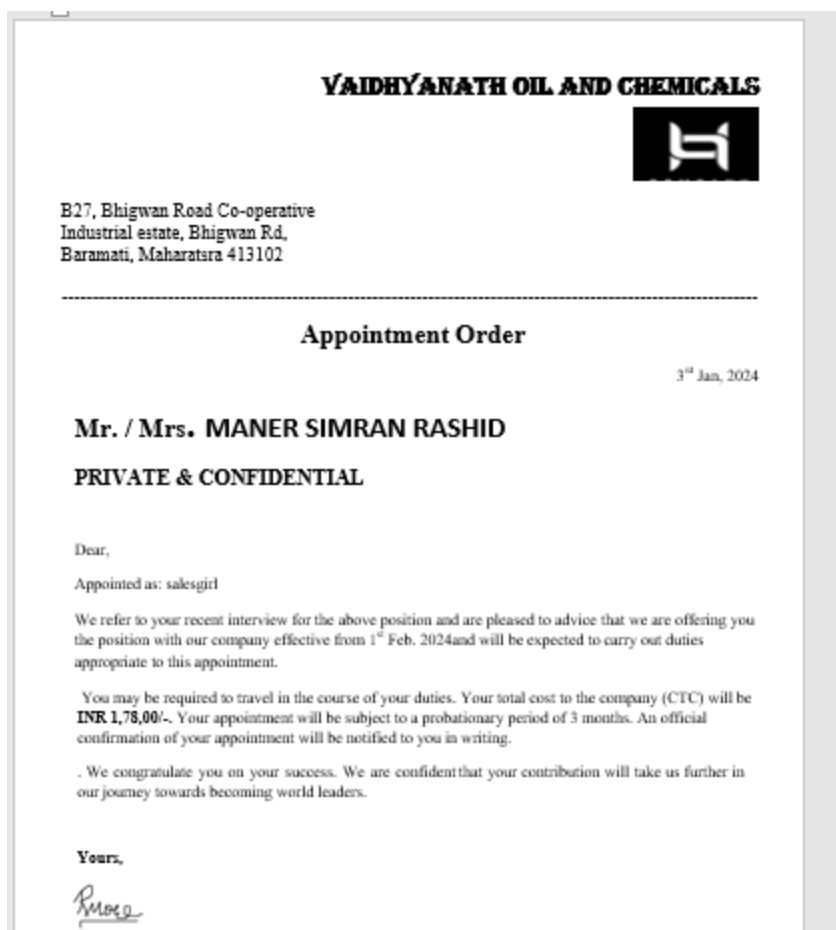 VAIDHYANATH OIL AND CHEMICALS
B27, Bhigwan Road Co-operative
Industrial estate, Bhigwan Rd,
Baramati, Maharatsra 413102
--------------------------------------------------------------------------------
Appointment Order
3rd Jan, 2024
Mr. / Mrs. MANER SIMRAN RASHID
PRIVATE & CONFIDENTIAL
Dear,
Appointed as: salesgirl
We refer to your recent interview for the above position and are pleased to advice that we are offering you
the position with our company effective from 1st Feb. 2024and will be expected to carry out duties
appropriate to this appointment.
You may be required to travel in the course of your duties. Your total cost to the company (CTC) will be
INR 1,78,00/-. Your appointment will be subject to a probationary period of 3 months. An official
confirmation of your appointment will be notified to you in writing.
. We congratulate you on your success. We are confident that your contribution will take us further in
our journey towards becoming world leaders.
Yours,